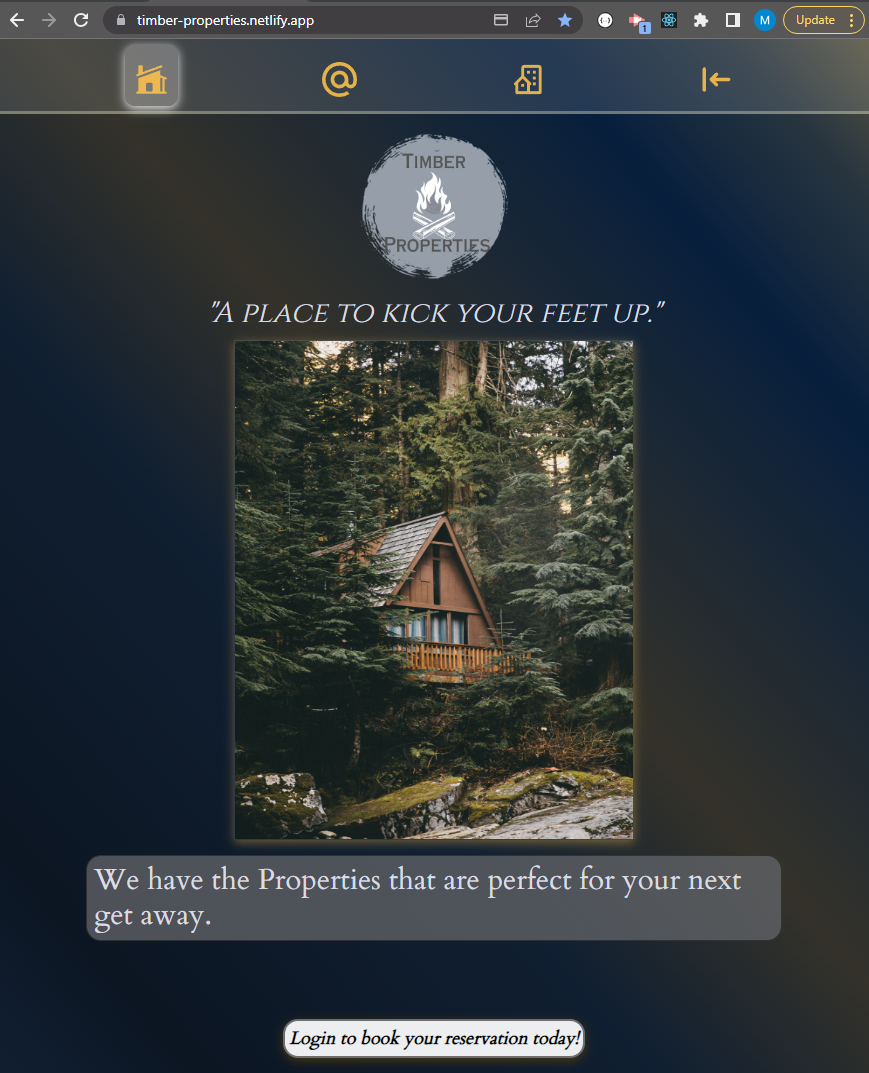 timber-properties.netlify.app
1
M
Update
TIMBER
PROPERTIES
"A PLACE TO KICK YOUR FEET UP."
We have the Properties that are perfect for your next
get away.
Login to book your reservation today!